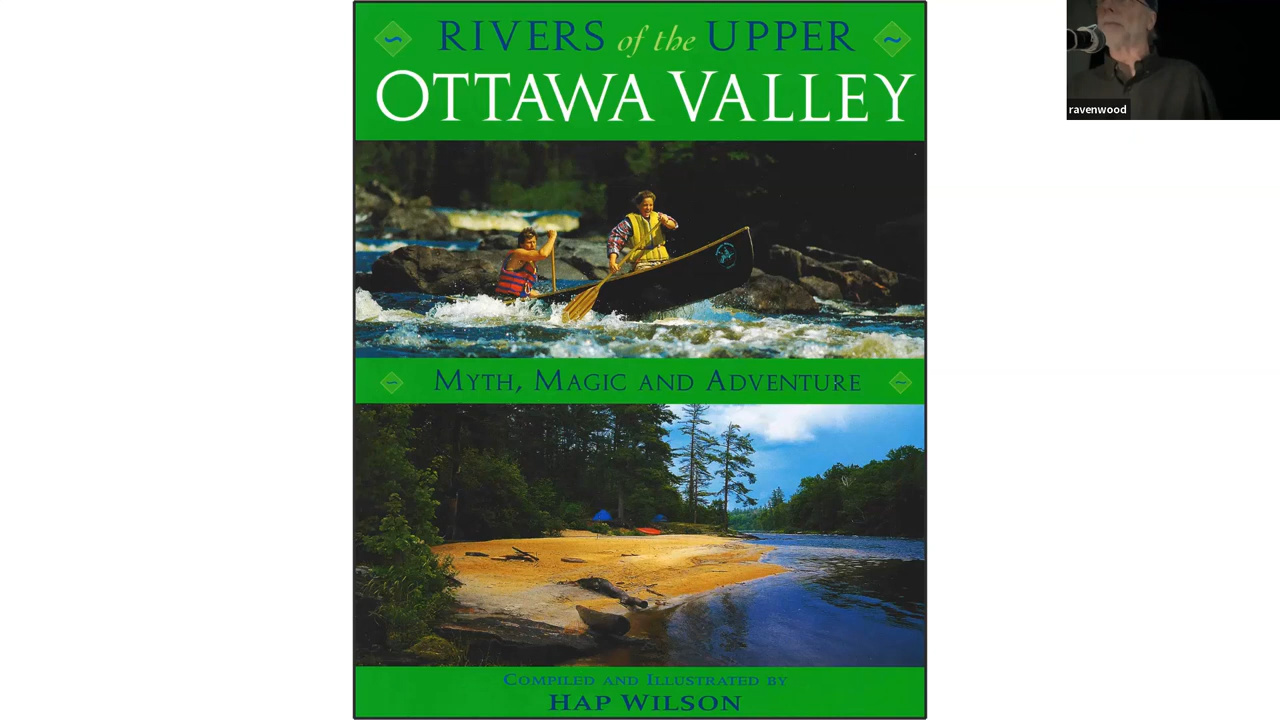 RIVERS of the UPPER
OTTAWA VALLEY
MYTH, MAGIC AND ADVENTURE
COMPILED AND ILLUSTRATED BY
HAP WILSON
ravenwood